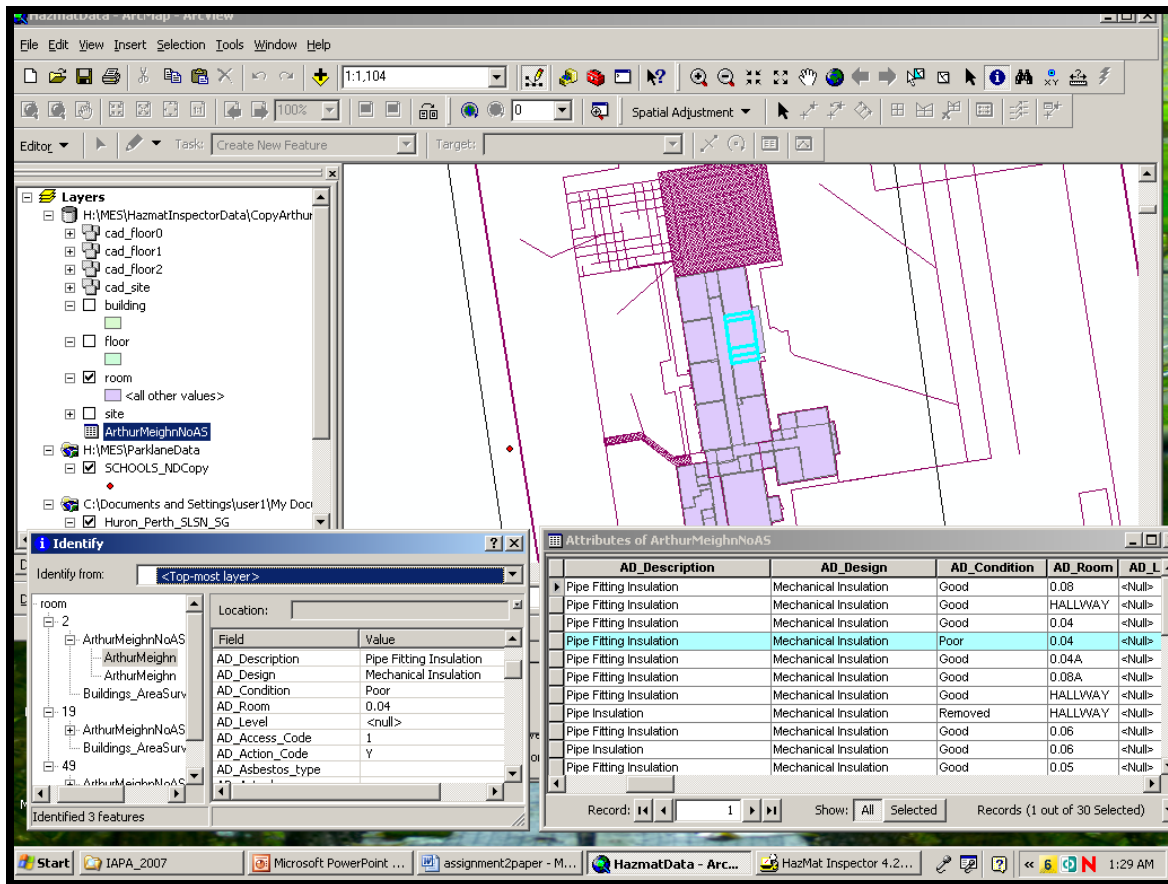 HazmatData - ArcMap - ArcView
File Edit View Insert Selection Tools Window Help
1:1,104
100% 0 Spatial Adjustment
Editor Task: Create New Feature Target:
Layers
H:\MES\HazmatInspectorData\CopyArthur
cad_floor0
cad_floor1
cad_floor2
cad_site
building
floor
room
<all other values>
site
ArthurMeighnNoAS
H:\MES\ParklaneData
SCHOOLS_NDCopy
C:\Documents and Settings\user1\My Doc
Huron_Perth_SLSN_SG
Identify
Identify from: <Top-most layer>
room
2
ArthurMeighnNoAS
ArthurMeighn
ArthurMeighn
Buildings_AreaSurv
19
ArthurMeighnNoAS
Buildings_AreaSurv
49
ArthurMeighnNoAS
Location:
Field Value
AD_Description Pipe Fitting Insulation
AD_Design Mechanical Insulation
AD_Condition Poor
AD_Room 0.04
AD_Level <null>
AD_Access_Code 1
AD_Action_Code Y
AD_Asbestos_type
Identified 3 features
Attributes of ArthurMeighnNoAS
AD_Description AD_Design AD_Condition AD_Room AD_L
Pipe Fitting Insulation Mechanical Insulation Good 0.08 <Null>
Pipe Fitting Insulation Mechanical Insulation Good HALLWAY <Null>
Pipe Fitting Insulation Mechanical Insulation Good 0.04 <Null>
Pipe Fitting Insulation Mechanical Insulation Poor 0.04 <Null>
Pipe Fitting Insulation Mechanical Insulation Good 0.04A <Null>
Pipe Fitting Insulation Mechanical Insulation Good 0.08A <Null>
Pipe Fitting Insulation Mechanical Insulation Good HALLWAY <Null>
Pipe Insulation Mechanical Insulation Removed HALLWAY <Null>
Pipe Fitting Insulation Mechanical Insulation Good 0.06 <Null>
Pipe Insulation Mechanical Insulation Good 0.06 <Null>
Pipe Fitting Insulation Mechanical Insulation Good 0.05 <Null>
Record: 1 Show: All Selected Records (1 out of 30 Selected)
Start IAPA_2007 Microsoft PowerPoint ... assignment2paper - M... HazmatData - Arc... HazMat Inspector 4.2... « 6 N 1:29 AM